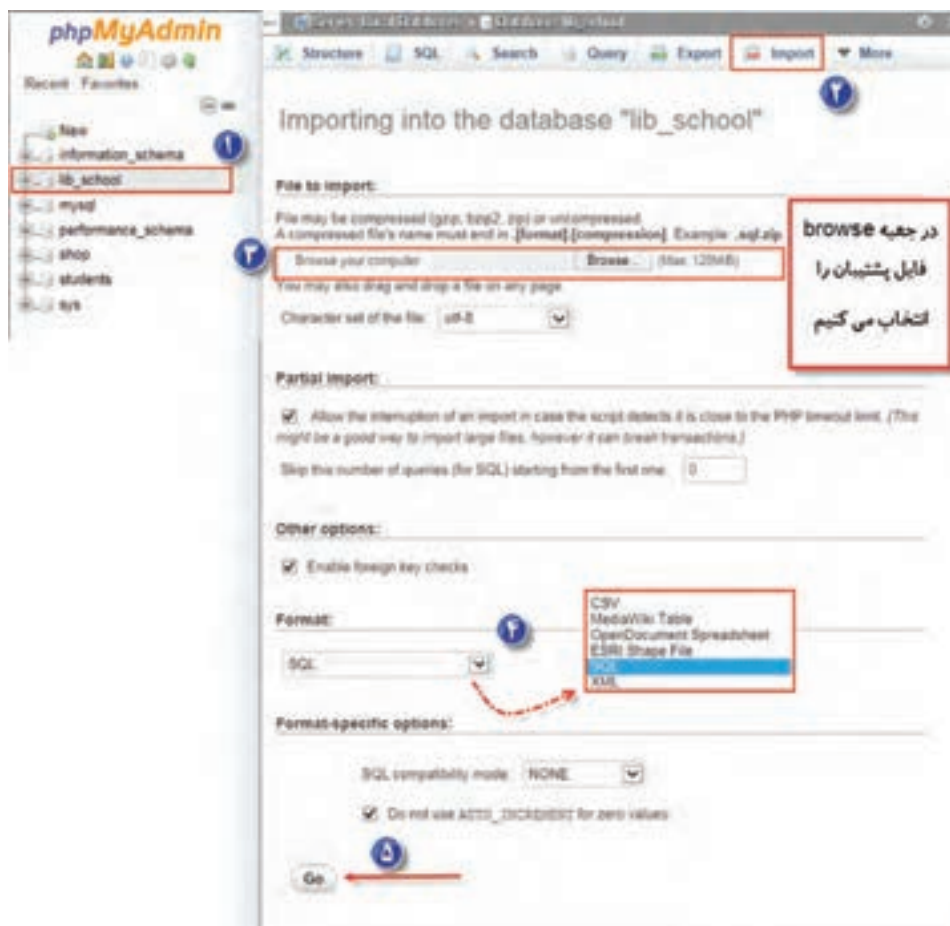 phpMyAdmin
Recent Favorites
New
information_schema
lib_school
mysql
performance_schema
shop
students
sys
۱
Structure SQL Search Query Export Import More
۲
Importing into the database "lib_school"
File to import:
File may be compressed (gzip, bzip2, zip) or uncompressed.
A compressed file's name must end in .[format].[compression]. Example: .sql.zip
۳
Browse your computer: Browse... (Max: 128MiB)
You may also drag and drop a file on any page.
Character set of the file: utf-8
در جعبه browse
فایل پشتیبان را
انتخاب می کنیم
Partial import:
Allow the interruption of an import in case the script detects it is close to the PHP timeout limit. (This
might be a good way to import large files, however it can break transactions.)
Skip this number of queries (for SQL) starting from the first one: 0
Other options:
Enable foreign key checks
Format:
۴
SQL
CSV
MediaWiki Table
OpenDocument Spreadsheet
ESRI Shape File
SQL
XML
Format-specific options:
SQL compatibility mode: NONE
Do not use AUTO_INCREMENT for zero values
۵
Go